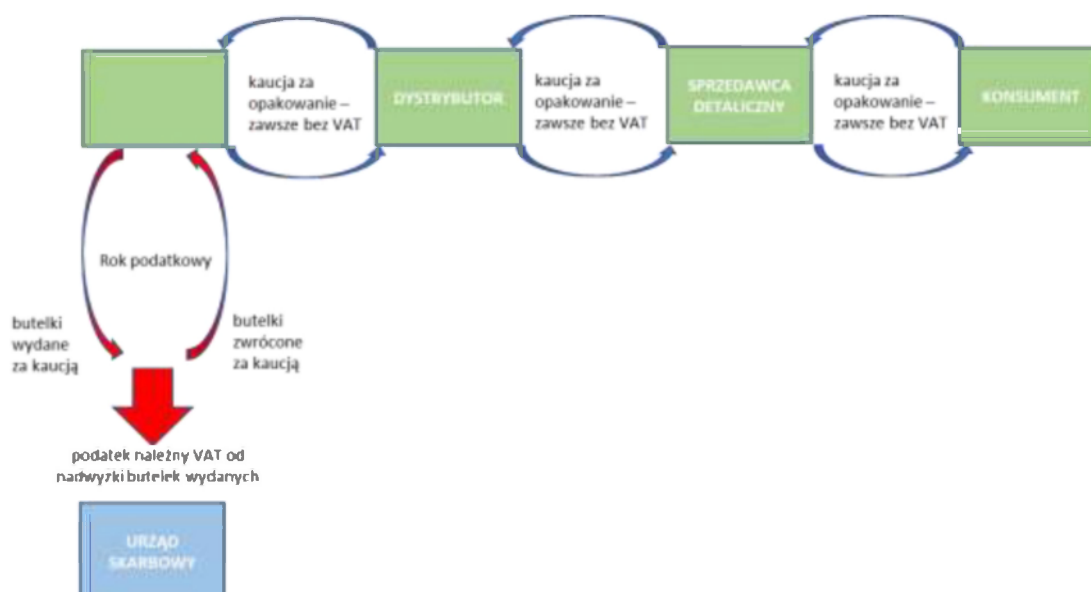 kaucja za
opakowanie –
zawsze bez VAT
DYSTRYBUTOR
kaucja za
opakowanie –
zawsze bez VAT
SPRZEDAWCA
DETALICZNY
kaucja za
opakowanie –
zawsze bez VAT
KONSUMENT
Rok podatkowy
butelki
wydane
za kaucją
butelki
zwrócone
za kaucją
podatek należny VAT od
nadwyżki butelek wydanych
URZĄD
SKARBOWY